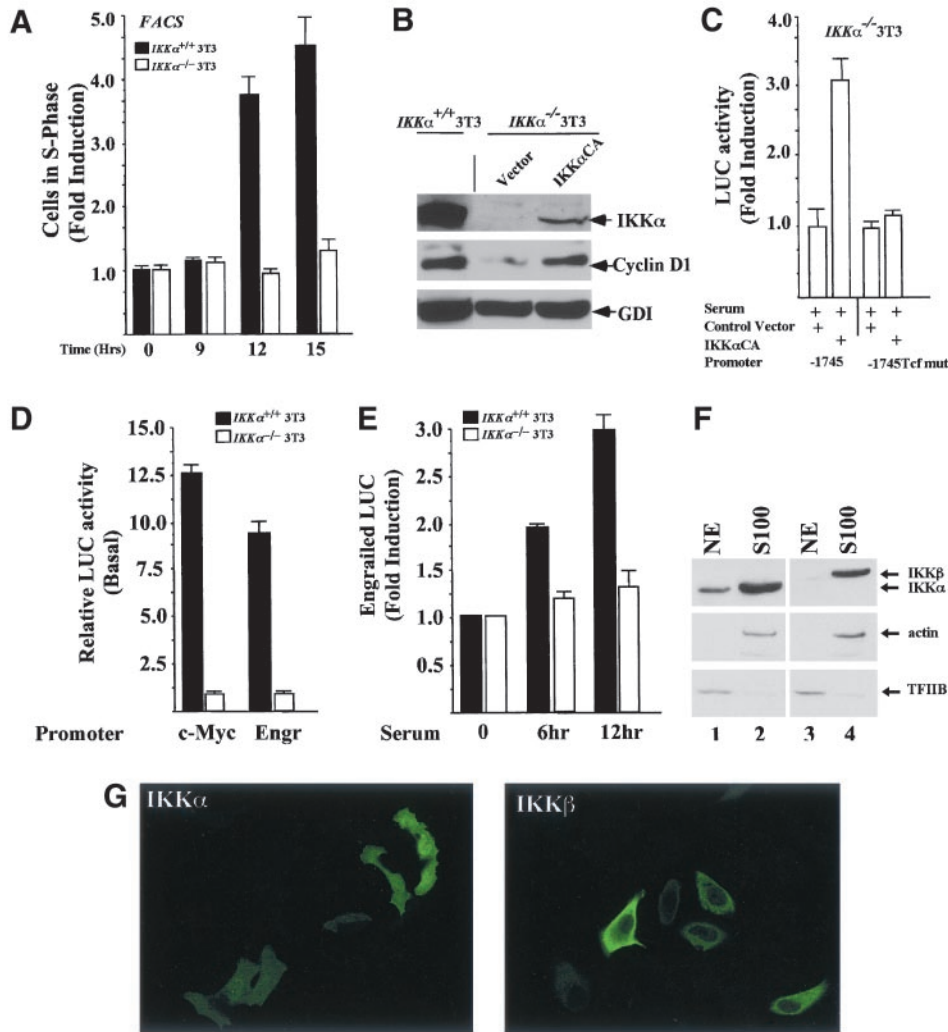 A
FACS
IKKα+/+ 3T3
IKKα-/- 3T3
Cells in S-Phase
(Fold Induction)
5.0
4.0
3.0
2.0
1.0
Time (Hrs) 0 9 12 15
B
IKKα+/+3T3 IKKα-/-3T3
Vector IKKαCA
IKKα
Cyclin D1
GDI
C
IKKα-/-3T3
LUC activity
(Fold Induction)
4.0
3.0
2.0
1.0
Serum + + + +
Control Vector + +
IKKαCA + +
Promoter -1745 -1745Tcf mut
D
IKKα+/+ 3T3
IKKα-/- 3T3
Relative LUC activity
(Basal)
15.0
12.5
10.0
7.5
5.0
2.5
Promoter c-Myc Engr
E
IKKα+/+ 3T3
IKKα-/- 3T3
Engrailed LUC
(Fold Induction)
3.0
2.5
2.0
1.5
1.0
0.5
Serum 0 6hr 12hr
F
NE S100 NE S100
IKKβ
IKKα
actin
TFIIB
1 2 3 4
G
IKKα
IKKβ